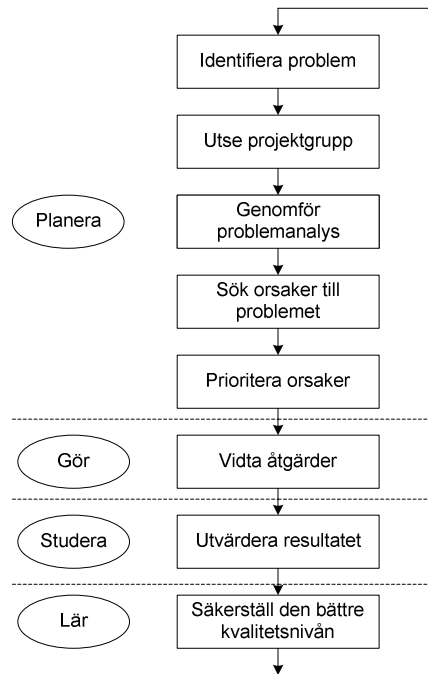 Identifiera problem
Utse projektgrupp
Planera
Genomför
problemanalys
Sök orsaker till
problemet
Prioritera orsaker
Gör
Vidta åtgärder
Studera
Utvärdera resultatet
Lär
Säkerställ den bättre
kvalitetsnivån